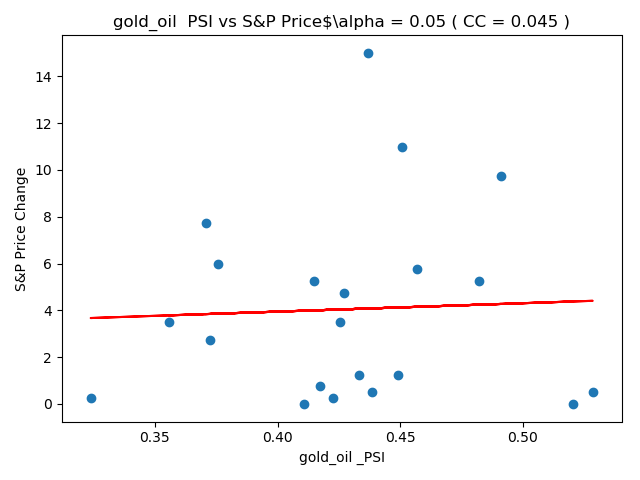 gold_oil  PSI vs S&P Price$\alpha = 0.05 ( CC = 0.045 )
S&P Price Change
14
12
10
8
6
4
2
0
0.35 0.40 0.45 0.50
gold_oil _PSI